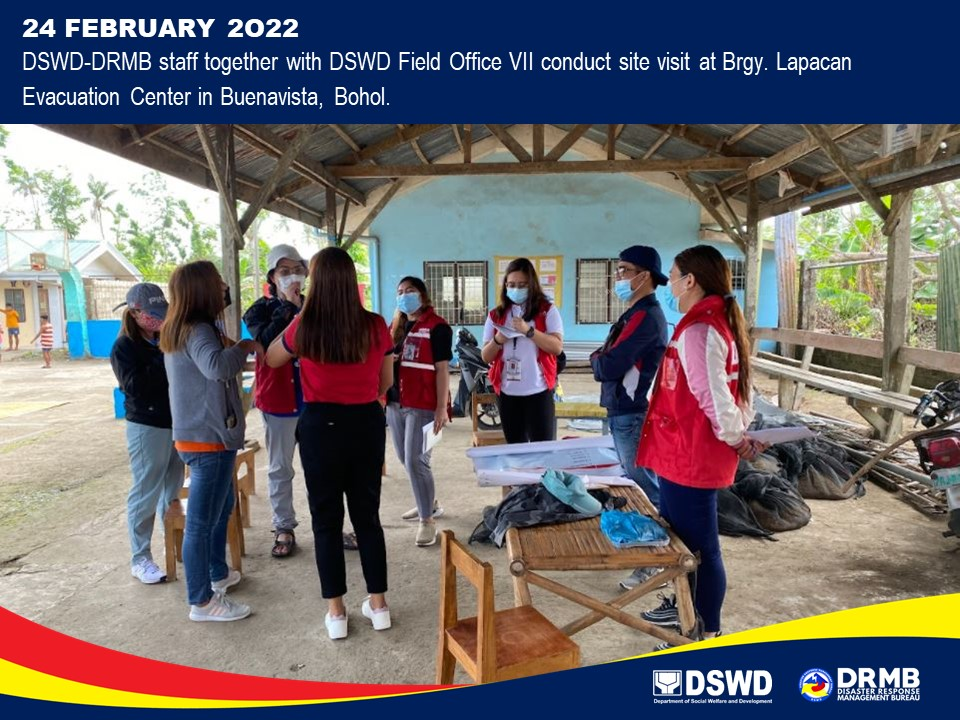 24 FEBRUARY 2022
DSWD-DRMB staff together with DSWD Field Office VII conduct site visit at Brgy. Lapacan
Evacuation Center in Buenavista, Bohol.
DSWD
Department of Social Welfare and Development
DRMB
DISASTER RESPONSE
MANAGEMENT BUREAU